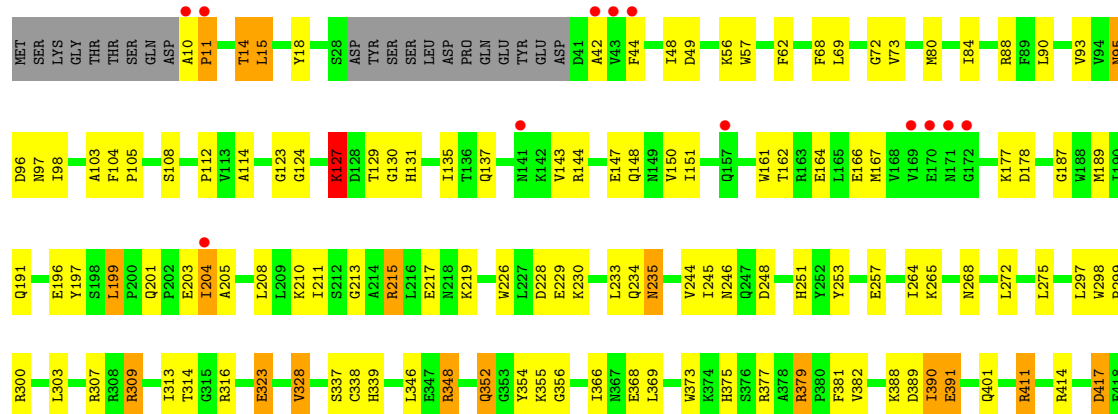 MET SER LYS GLY THR THR SER GLN ASP A10 P11 T14 L15 Y18 S28 ASP TYR SER SER LEU ASP PRO GLN GLU TYR GLU ASP D41 A42 V43 F44 I48 D49 K56 W57 F62 F68 L69 G72 V73 M80 I84 R88 F89 L90 V93 V94 N95
D96 N97 I98 A103 F104 P105 S108 P112 V113 A114 G123 G124 K127 D128 T129 G130 H131 I135 T136 Q137 N141 K142 V143 R144 E147 Q148 N149 V150 I151 Q157 W161 T162 R163 E164 L165 E166 M167 V168 V169 E170 N171 G172 K177 D178 G187 W188 M189 I190
Q191 E196 Y197 S198 L199 P200 Q201 P202 E203 I204 A205 L208 L209 K210 I211 S212 G213 A214 R215 L216 E217 N218 K219 W226 L227 D228 E229 K230 L233 Q234 N235 V244 I245 N246 Q247 D248 H251 Y252 Y253 E257 I264 K265 N268 L272 L275 L297 W298
R300 L303 R307 R308 R309 I313 T314 G315 R316 E323 V328 S337 C338 H339 L346 E347 R348 Q352 G353 Y354 K355 G356 I366 N367 E368 L369 W373 K374 H375 S376 R377 A378 R379 P380 F381 V382 K388 D389 I390 E391 Q401 R411 R414 D417